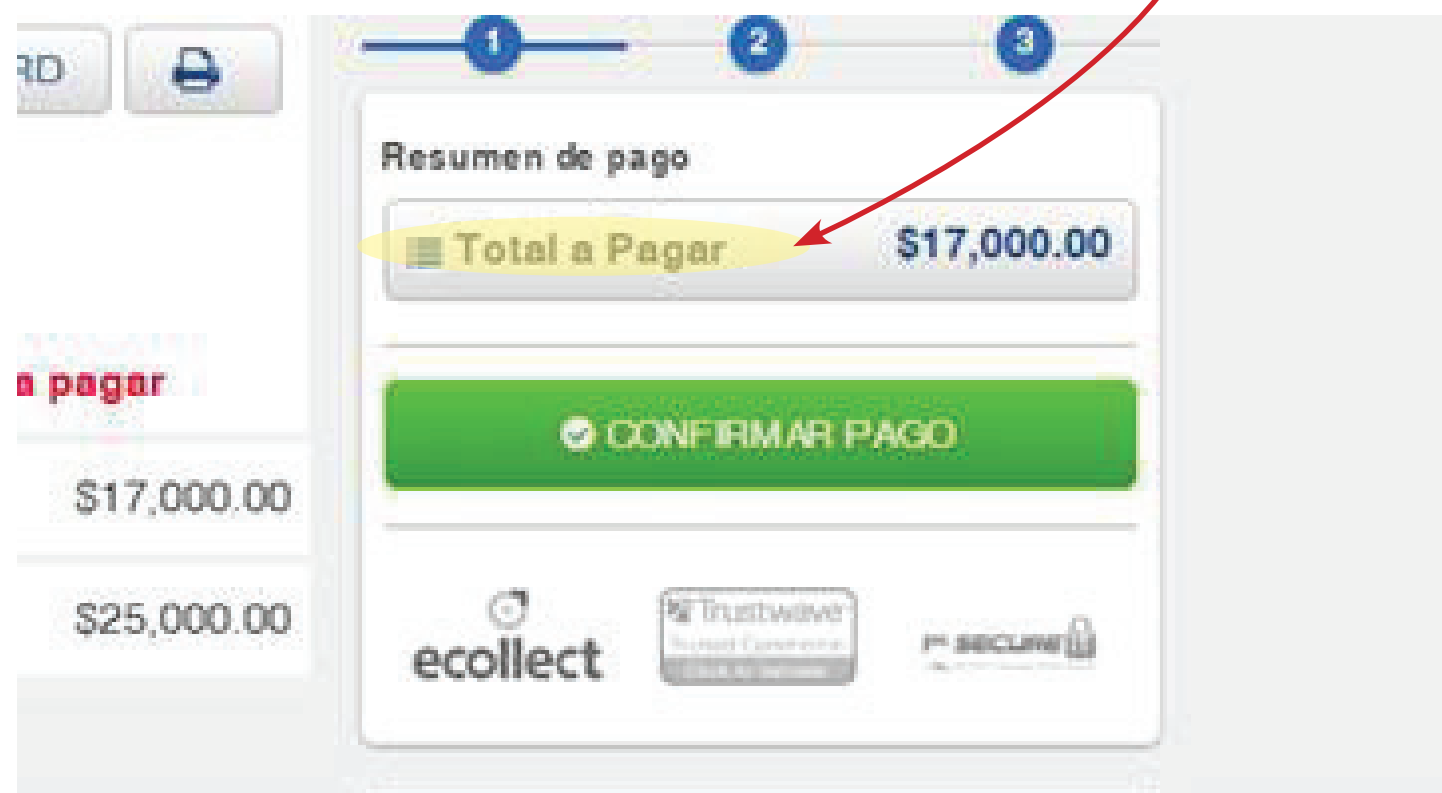 RD
1 2 3
Resumen de pago
Total a Pagar $17,000.00
a pagar
CONFIRMAR PAGO
$17,000.00
$25,000.00
ecollect
Trustwave
SECURE